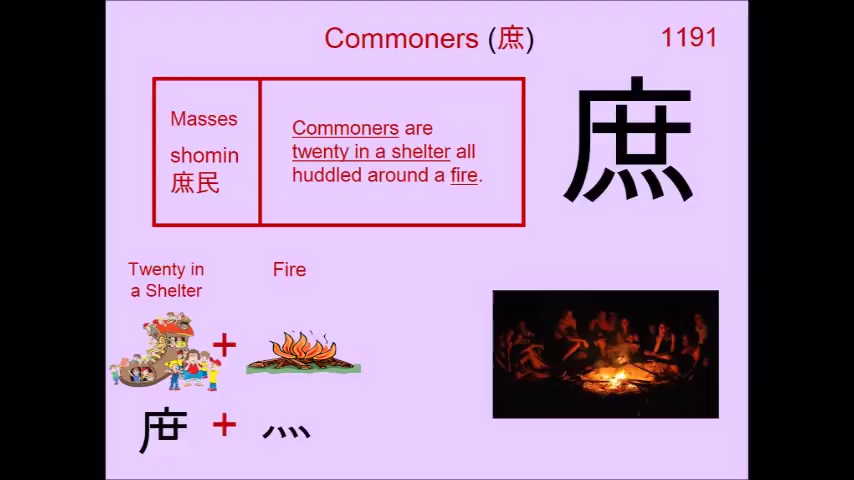 Commoners (庶)
1191
Masses
shomin
庶民
Commoners are
twenty in a shelter all
huddled around a fire.
庶
Twenty in
a Shelter
Fire
+
+
灬